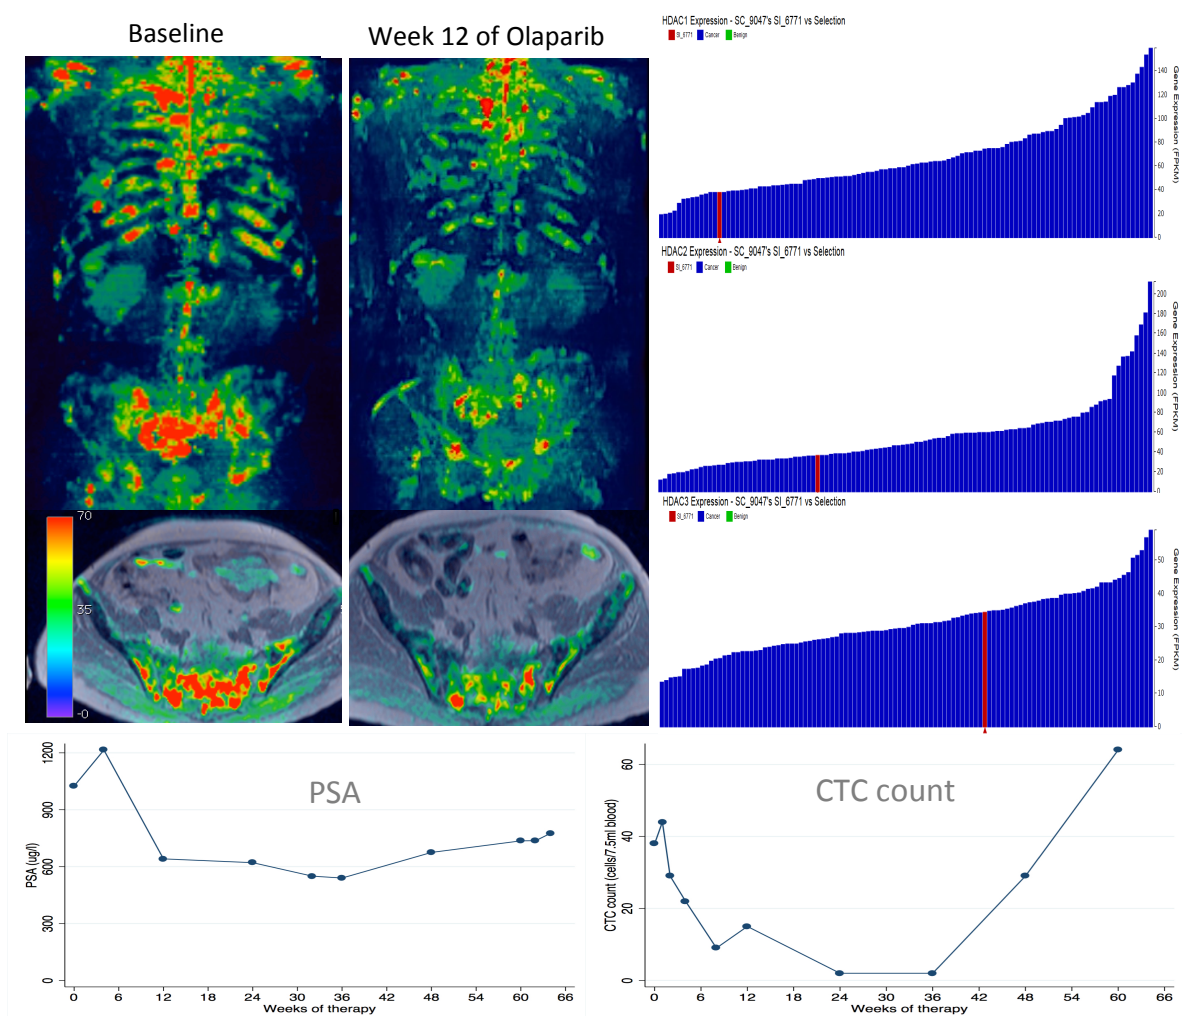 Baseline
Week 12 of Olaparib
HDAC1 Expression - SC_9047's SI_6771 vs Selection
SI_6771 Cancer Benign
140
120
100
80
60
40
20
0
Gene Expression (FPKM)
HDAC2 Expression - SC_9047's SI_6771 vs Selection
SI_6771 Cancer Benign
200
180
160
140
120
100
80
60
40
20
0
Gene Expression (FPKM)
HDAC3 Expression - SC_9047's SI_6771 vs Selection
SI_6771 Cancer Benign
50
40
30
20
10
0
Gene Expression (FPKM)
70
35
-0
PSA
PSA (ug/l)
1200
900
600
300
0
0 6 12 18 24 30 36 42 48 54 60 66
Weeks of therapy
CTC count
CTC count (cells/7.5ml blood)
60
40
20
0
0 6 12 18 24 30 36 42 48 54 60 66
Weeks of therapy